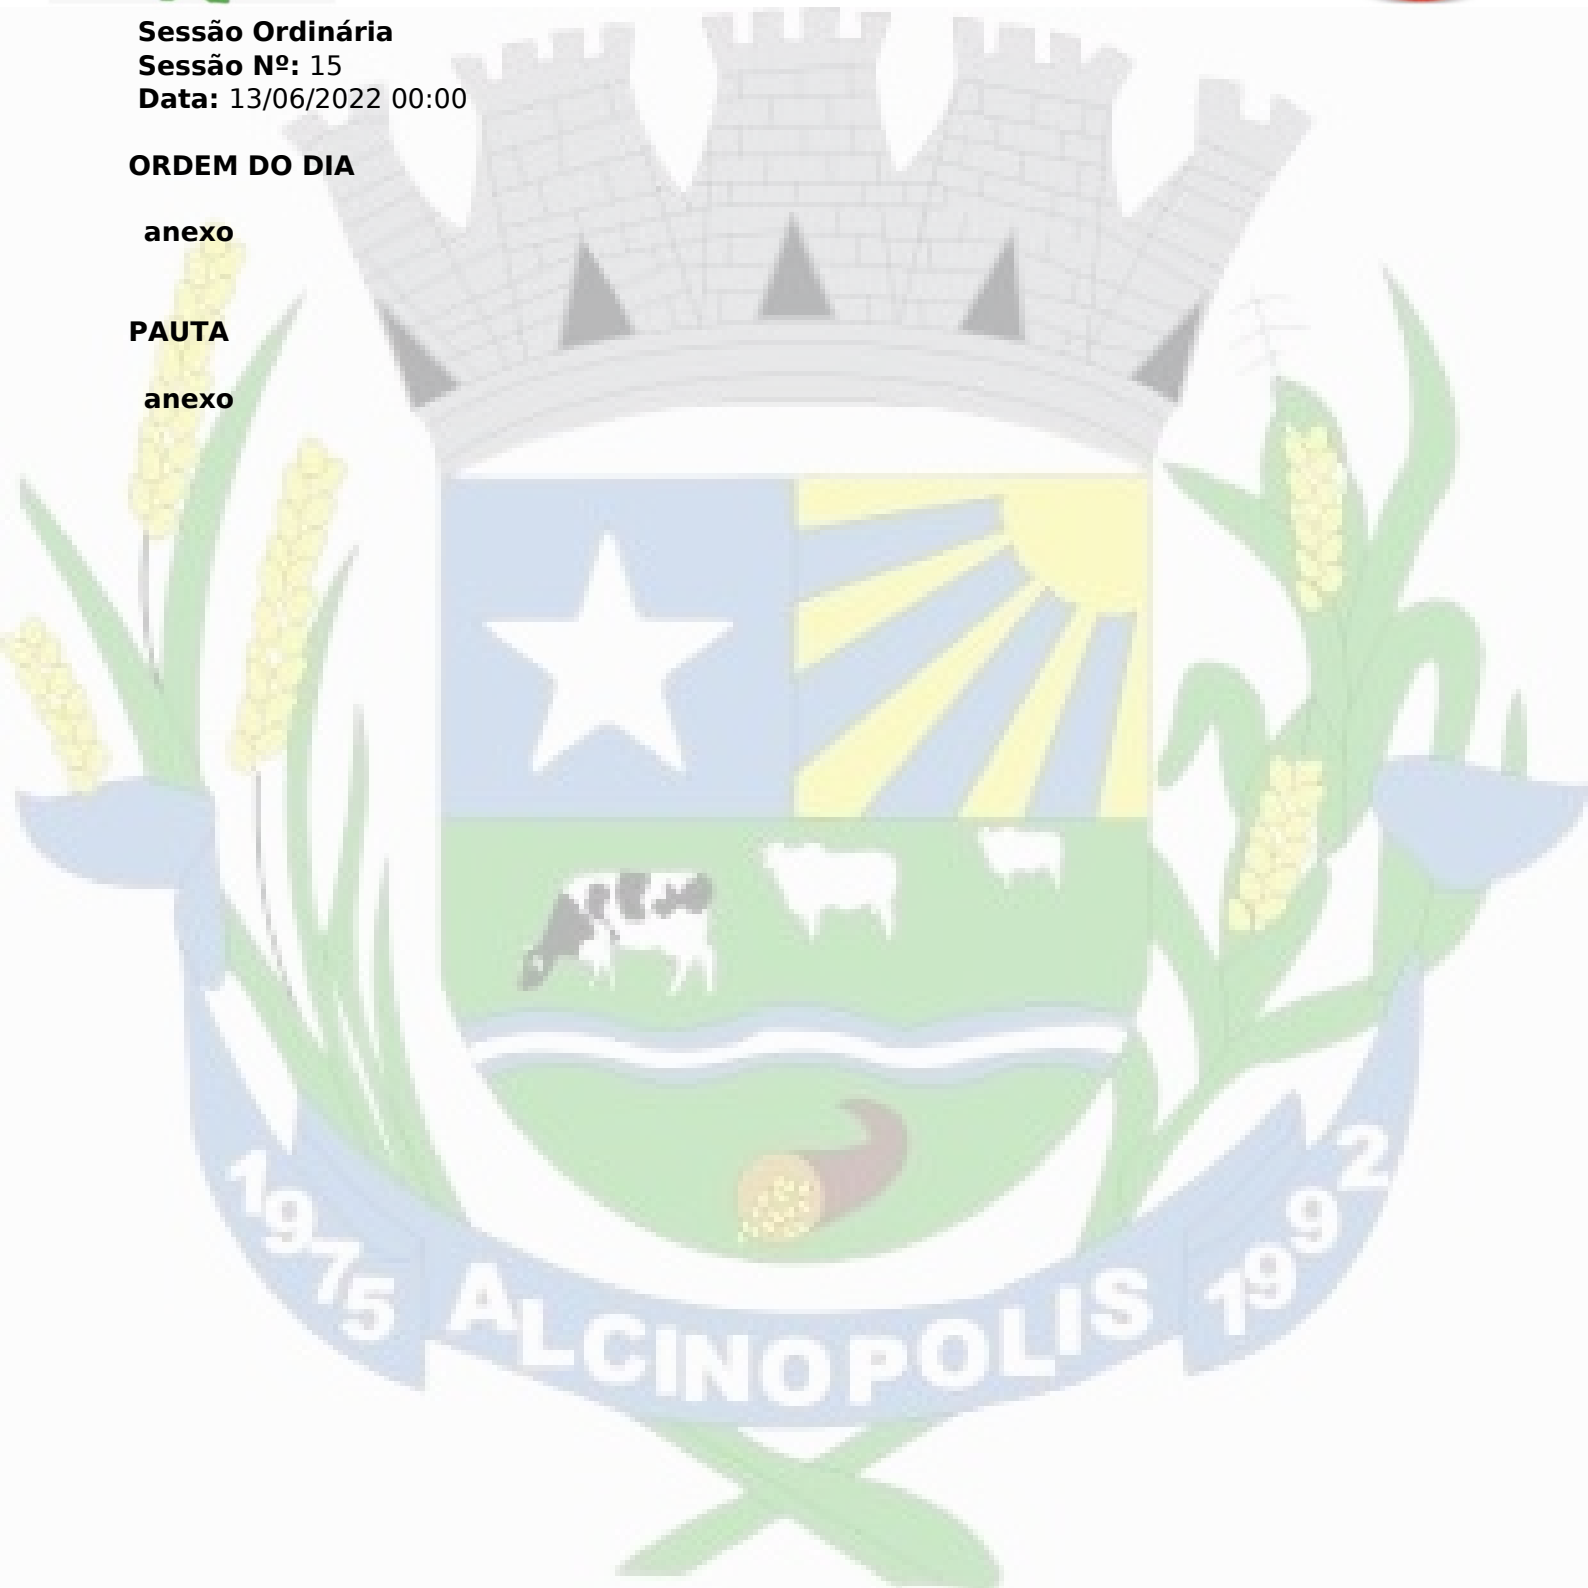 Sessão Ordinária
Sessão Nº: 15
Data: 13/06/2022 00:00
ORDEM DO DIA
anexo
PAUTA
anexo
1975 ALCINOPOLIS 1992